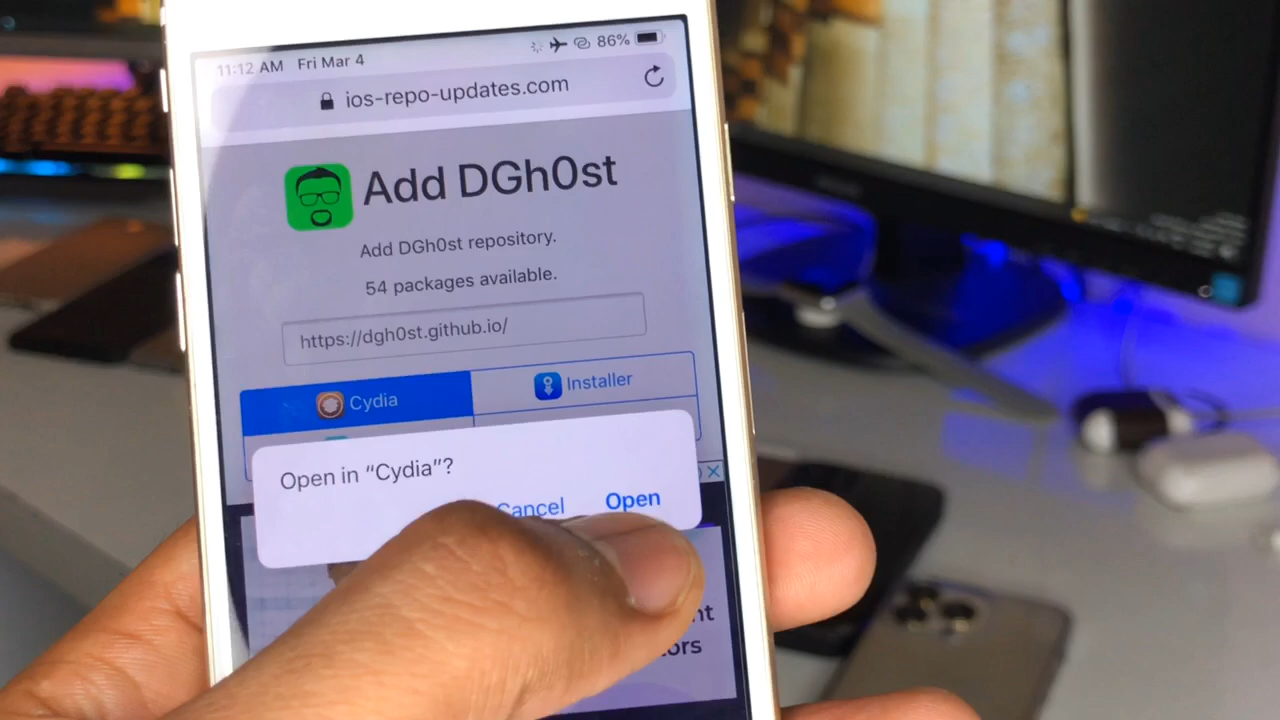 11:12 AM Fri Mar 4 86%
ios-repo-updates.com
Add DGh0st
Add DGh0st repository.
54 packages available.
https://dgh0st.github.io/
Cydia Installer
Open in “Cydia”?
Cancel Open